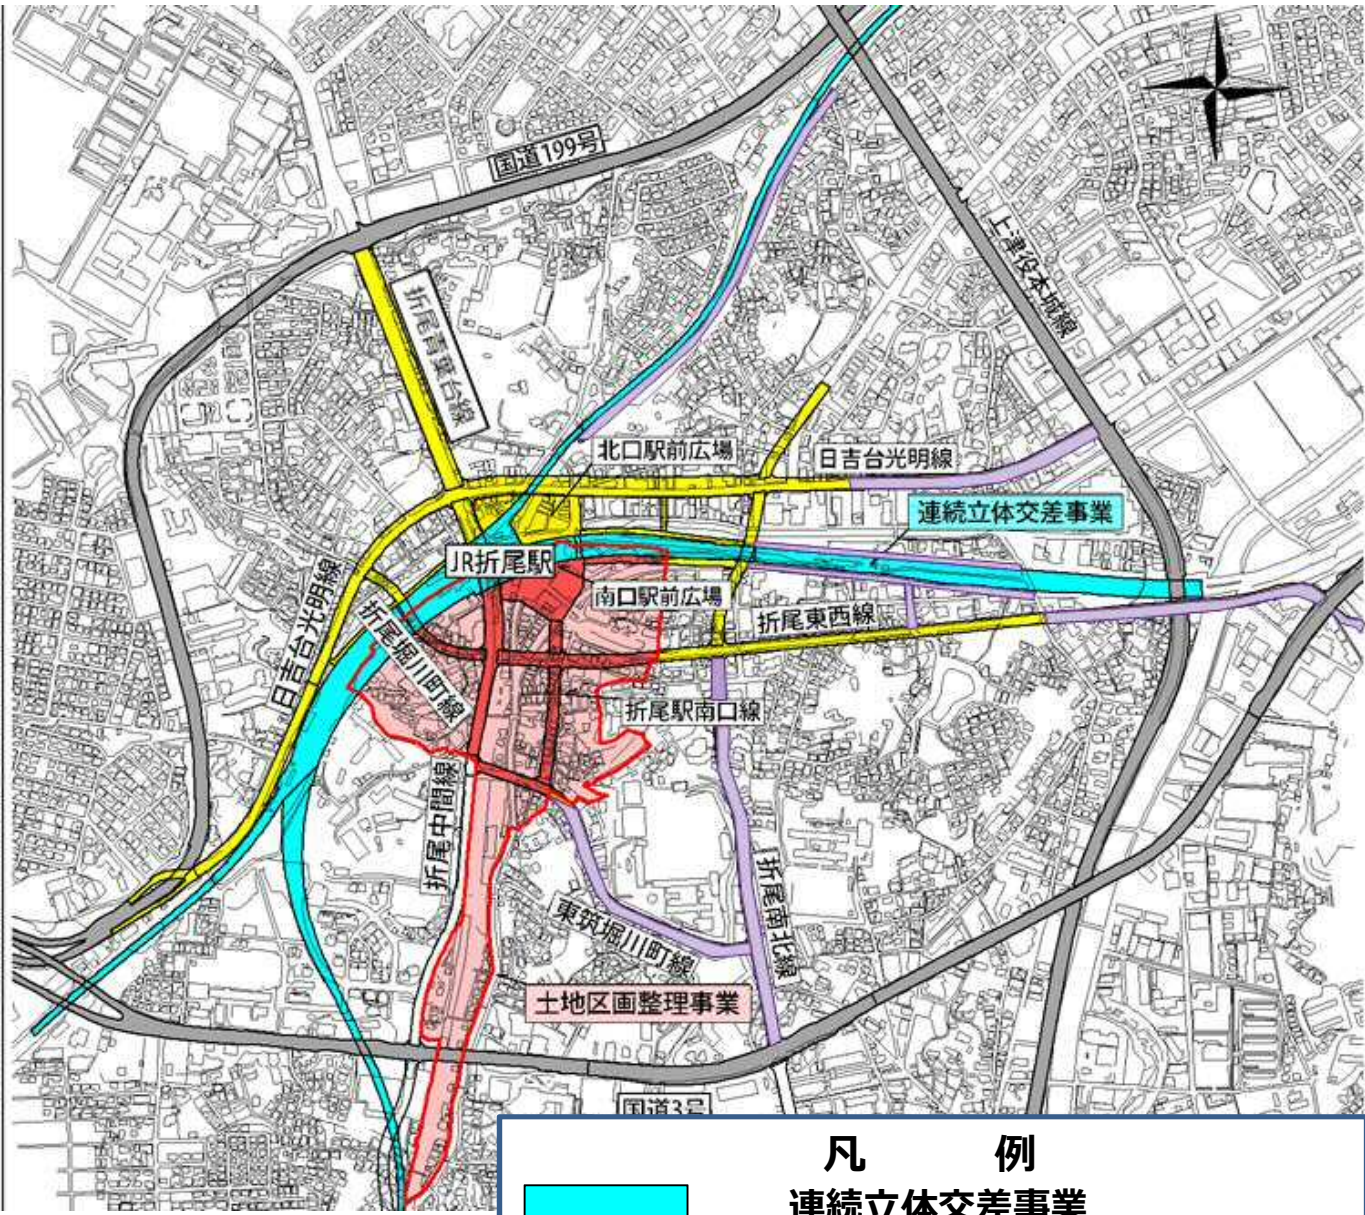 国道199号
上津役本城線
折尾青葉台線
北口駅前広場
日吉台光明線
連続立体交差事業
JR折尾駅
南口駅前広場
折尾東西線
日吉台光明線
折尾堀川町線
折尾駅南口線
折尾中間線
東筑堀川町線
折尾南北線
土地区画整理事業
国道3号
凡 例
連続立体交差事業